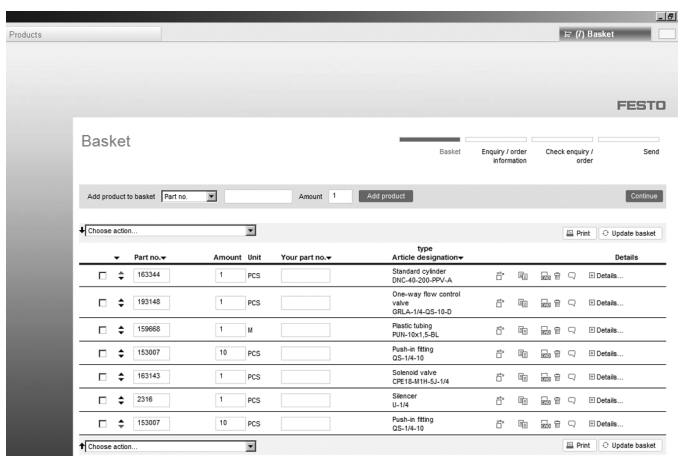 Products
(7) Basket
FESTO
Basket
Basket
Enquiry / order
information
Check enquiry /
order
Send
Add product to basket Part no. Amount 1 Add product Continue
Choose action...
Print Update basket
Part no. Amount Unit Your part no. type
Article designation Details
163344 1 PCS Standard cylinder
DNC-40-200-PPV-A Details...
193148 1 PCS One-way flow control
valve
GRLA-1/4-QS-10-D Details...
159668 1 M Plastic tubing
PUN-10x1,5-BL Details...
153007 10 PCS Push-in fitting
QS-1/4-10 Details...
163143 1 PCS Solenoid valve
CPE18-M1H-5J-1/4 Details...
2316 1 PCS Silencer
U-1/4 Details...
153007 10 PCS Push-in fitting
QS-1/4-10 Details...
Choose action...
Print Update basket